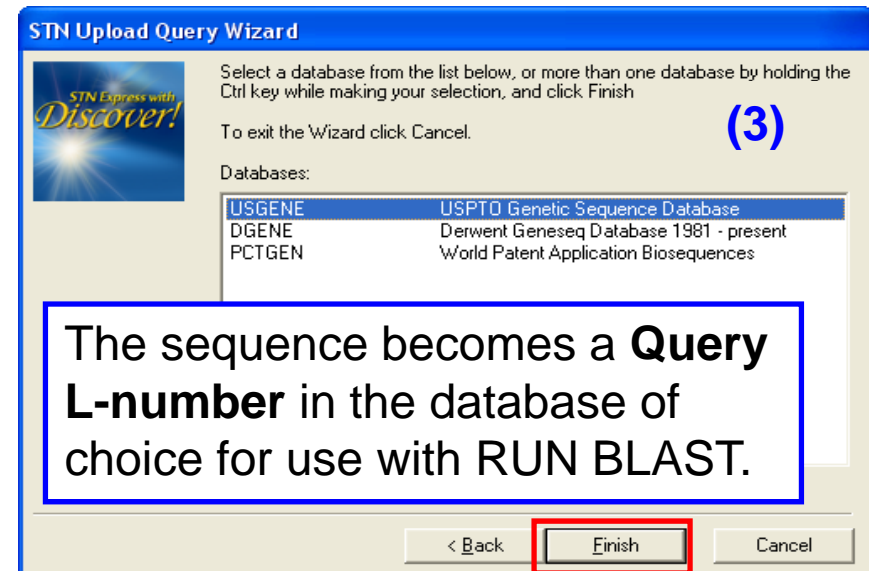 STN Upload Query Wizard
STN Express with
Discover!
Select a database from the list below, or more than one database by holding the
Ctrl key while making your selection, and click Finish
(3)
To exit the Wizard click Cancel.
Databases:
USGENE USPTO Genetic Sequence Database
DGENE Derwent Geneseq Database 1981 - present
PCTGEN World Patent Application Biosequences
The sequence becomes a Query
L-number in the database of
choice for use with RUN BLAST.
< Back Finish Cancel